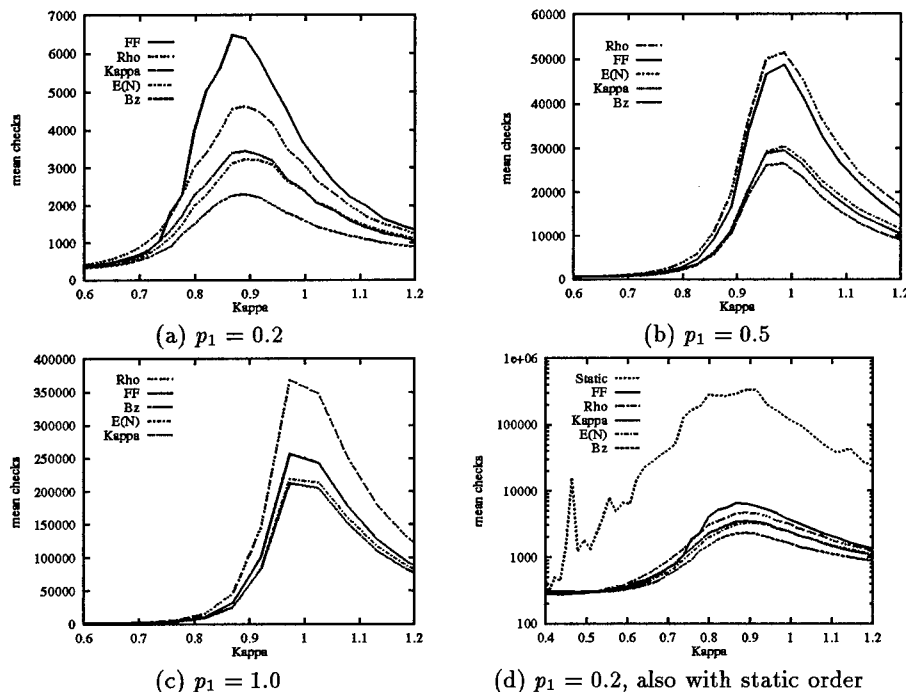 7000
6000
5000
4000
3000
2000
1000
0
mean checks
FF
Rho
Kappa
E(N)
Bz
0.6 0.7 0.8 0.9 1 1.1 1.2
Kappa
(a) p₁ = 0.2
50000
40000
30000
20000
10000
0
mean checks
Rho
FF
E(N)
Kappa
Bz
0.6 0.7 0.8 0.9 1 1.1 1.2
Kappa
(b) p₁ = 0.5
400000
350000
300000
250000
200000
150000
100000
50000
0
mean checks
Rho
FF
Bz
E(N)
Kappa
0.6 0.7 0.8 0.9 1 1.1 1.2
Kappa
(c) p₁ = 1.0
1e+06
100000
10000
1000
100
mean checks
Static
FF
Rho
Kappa
E(N)
Bz
0.4 0.5 0.6 0.7 0.8 0.9 1 1.1 1.2
Kappa
(d) p₁ = 0.2, also with static order